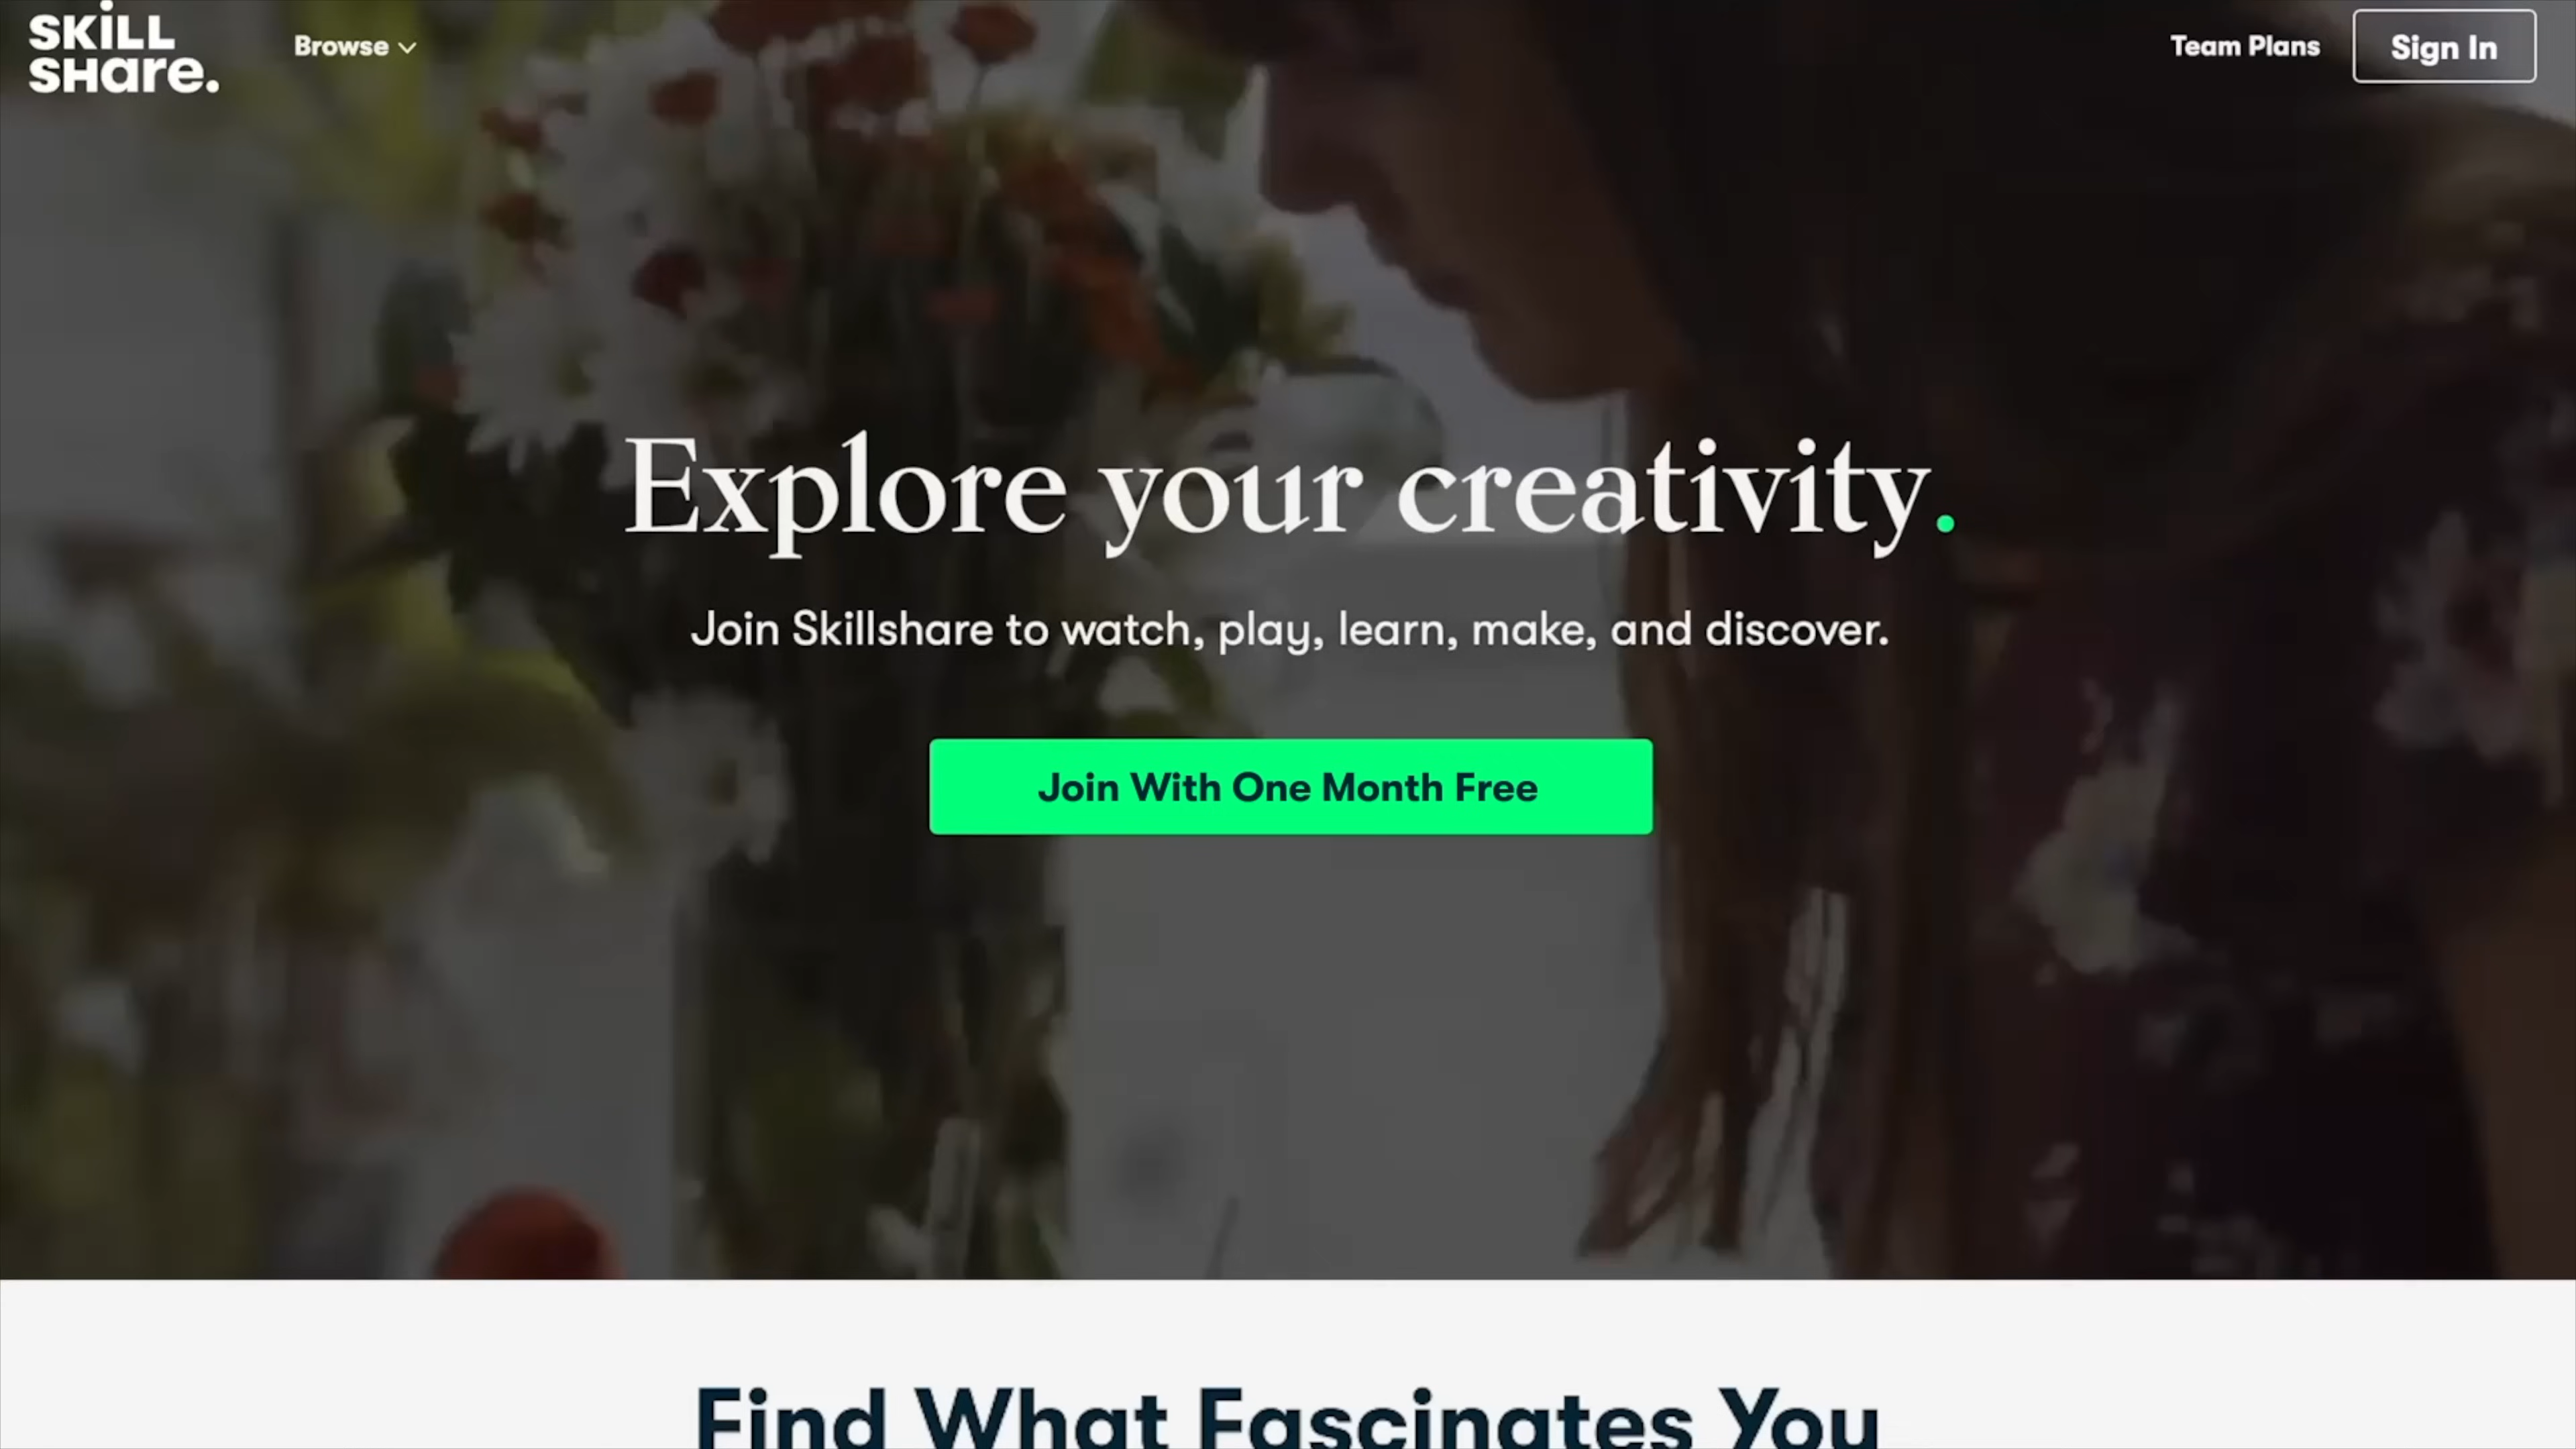 SKiLL
SHare.
Browse
Team Plans
Sign In
Explore your creativity.
Join Skillshare to watch, play, learn, make, and discover.
Join With One Month Free
Find What Fascinates You